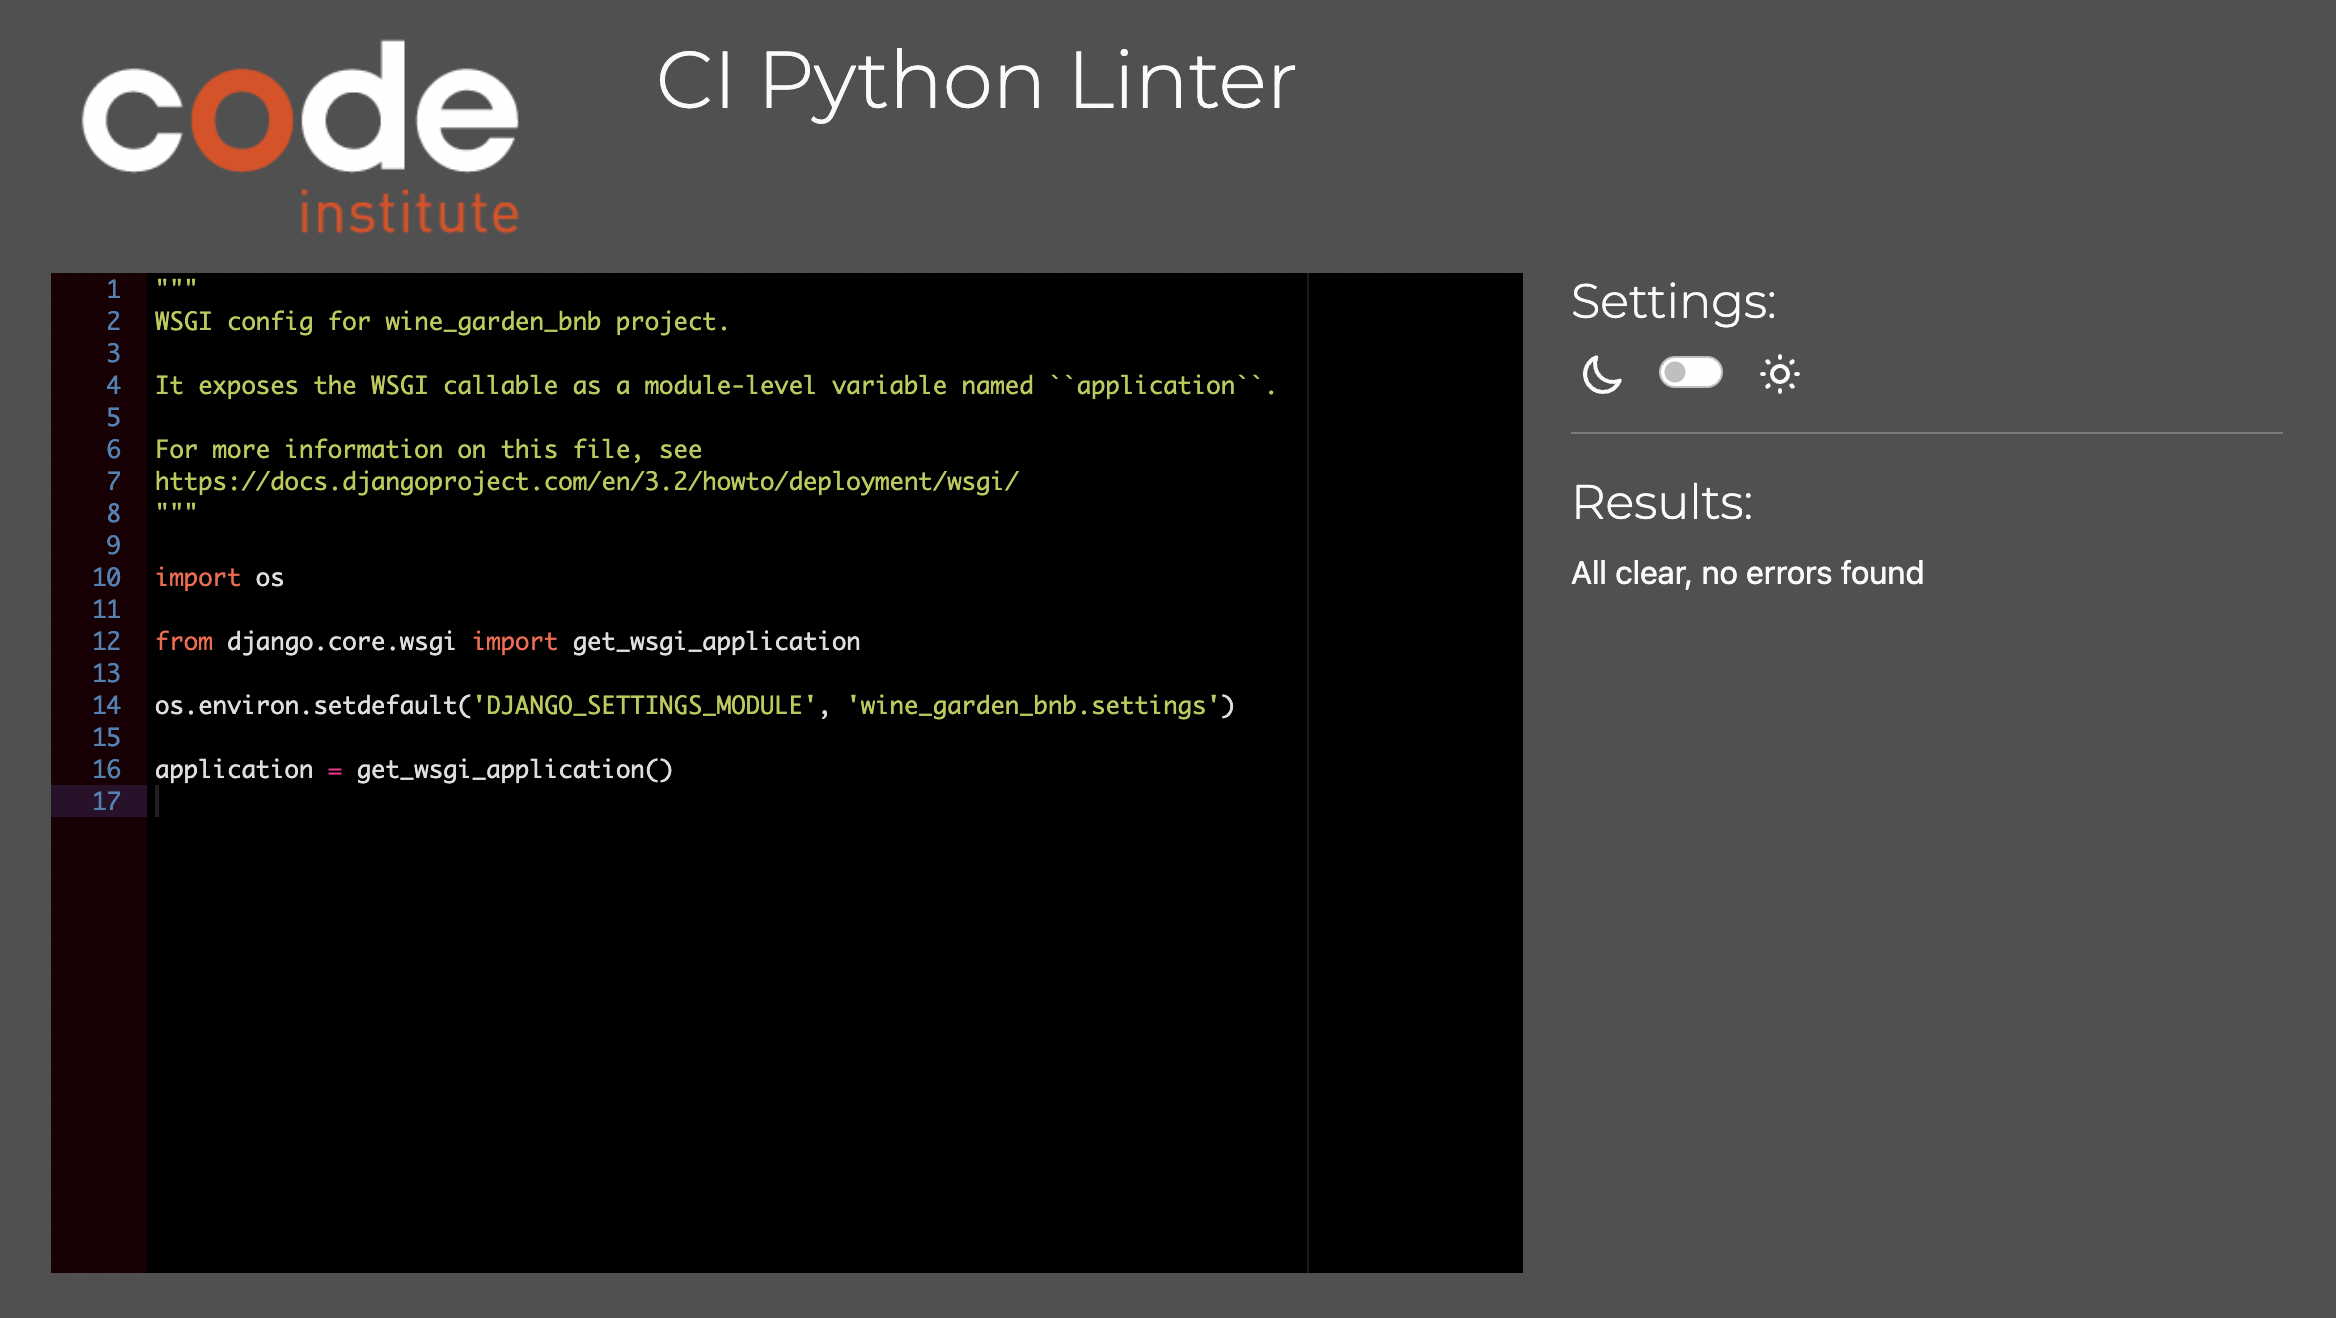 code
institute
CI Python Linter
1 """
2 WSGI config for wine_garden_bnb project.
3
4 It exposes the WSGI callable as a module-level variable named ``application``.
5
6 For more information on this file, see
7 https://docs.djangoproject.com/en/3.2/howto/deployment/wsgi/
8 """
9
10 import os
11
12 from django.core.wsgi import get_wsgi_application
13
14 os.environ.setdefault('DJANGO_SETTINGS_MODULE', 'wine_garden_bnb.settings')
15
16 application = get_wsgi_application()
17
Settings:
Results:
All clear, no errors found